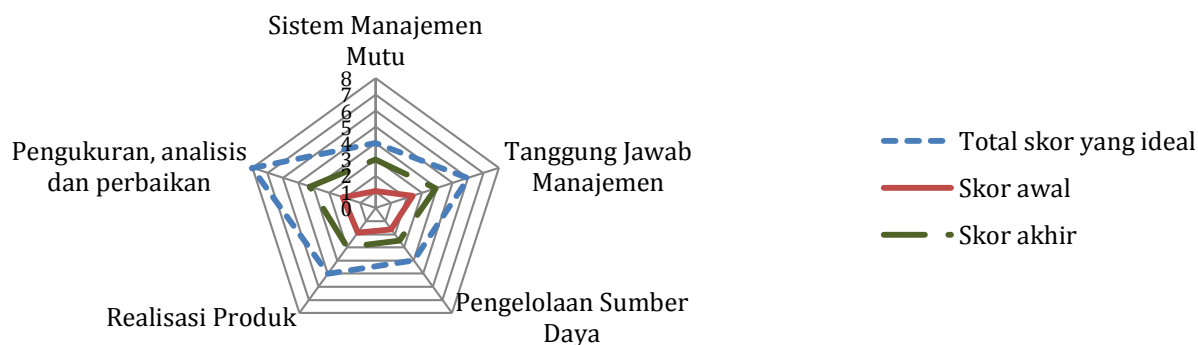 Sistem Manajemen
Mutu
8
7
6
5
4
3
2
1
0
Tanggung Jawab
Manajemen
Pengelolaan Sumber
Daya
Realisasi Produk
Pengukuran, analisis
dan perbaikan
Total skor yang ideal
Skor awal
Skor akhir